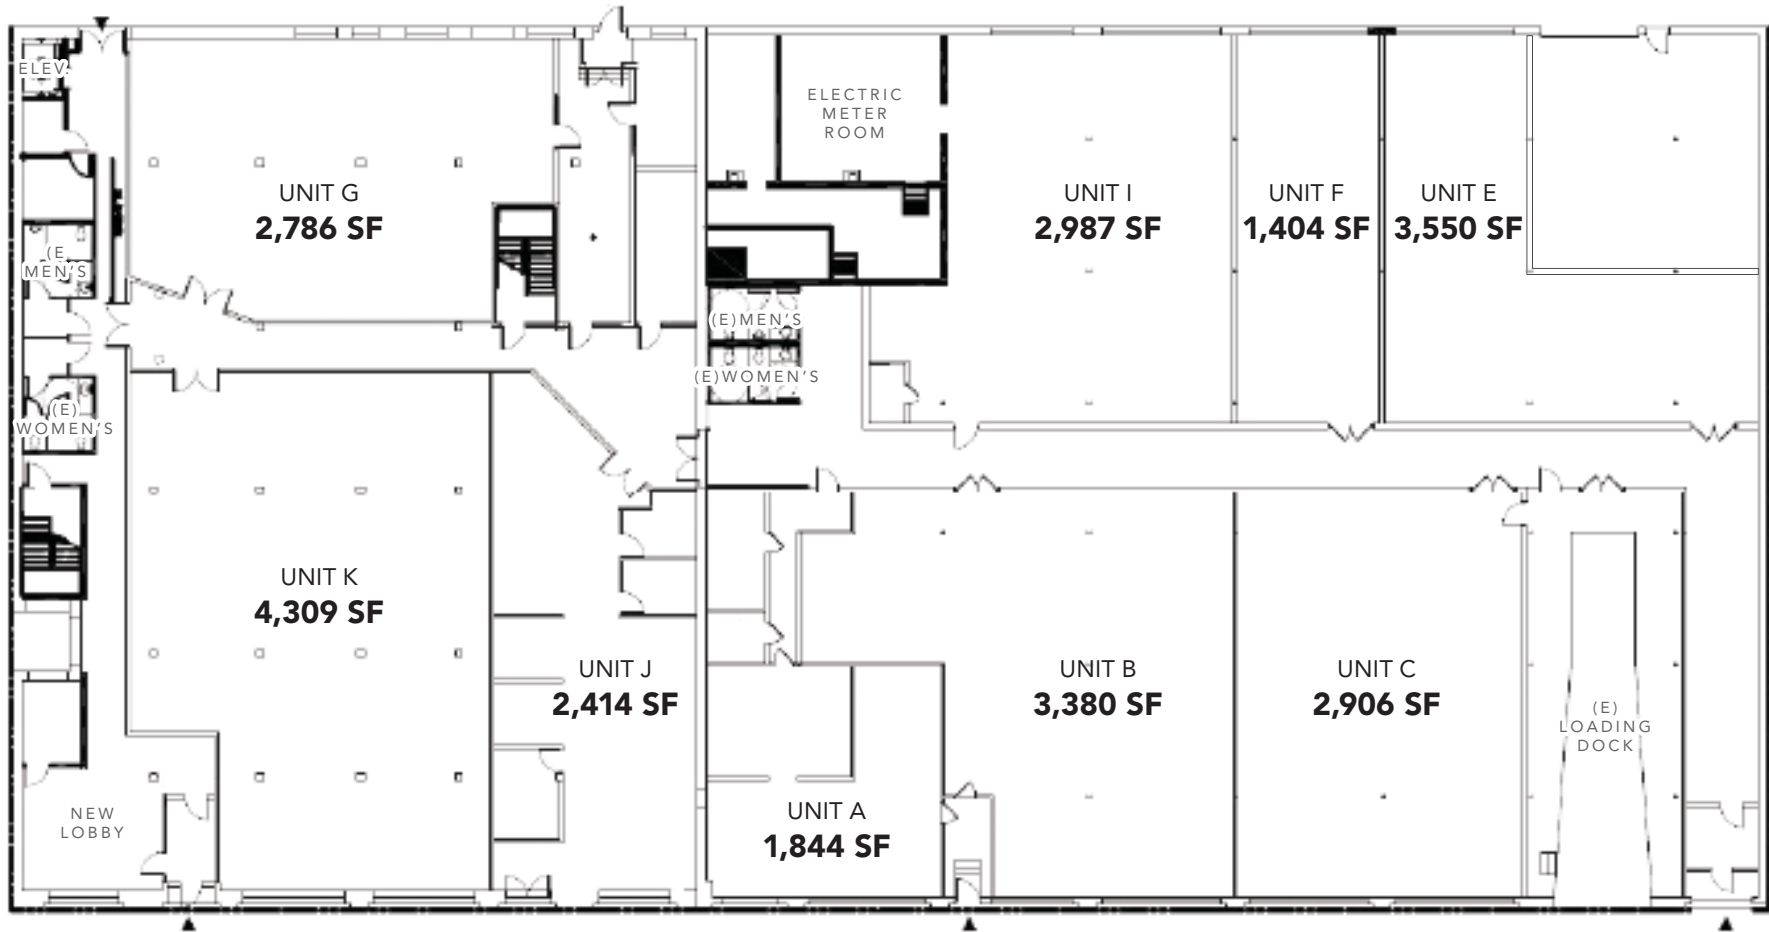 ELEV.
ELECTRIC
METER
ROOM
UNIT G
2,786 SF
UNIT I
2,987 SF
UNIT F
1,404 SF
UNIT E
3,550 SF
(E
MEN'S
(E)MEN'S
(E)WOMEN'S
(E)
WOMEN'S
UNIT K
4,309 SF
UNIT J
2,414 SF
UNIT B
3,380 SF
UNIT C
2,906 SF
(E)
LOADING
DOCK
NEW
LOBBY
UNIT A
1,844 SF